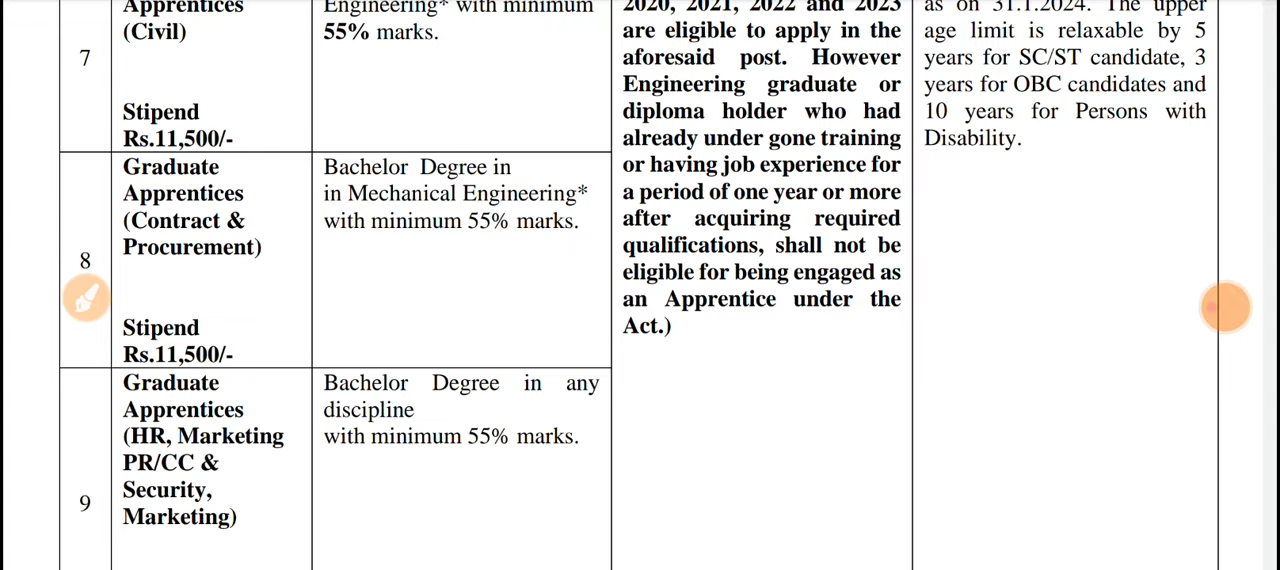 7
Apprentices
(Civil)
Stipend
Rs.11,500/-
Engineering* with minimum
55% marks.
8
Graduate
Apprentices
(Contract &
Procurement)
Stipend
Rs.11,500/-
Bachelor Degree in
in Mechanical Engineering*
with minimum 55% marks.
9
Graduate
Apprentices
(HR, Marketing
PR/CC &
Security,
Marketing)
Bachelor Degree in any
discipline
with minimum 55% marks.
2020, 2021, 2022 and 2023
are eligible to apply in the
aforesaid post. However
Engineering graduate or
diploma holder who had
already under gone training
or having job experience for
a period of one year or more
after acquiring required
qualifications, shall not be
eligible for being engaged as
an Apprentice under the
Act.)
as on 31.1.2024. The upper
age limit is relaxable by 5
years for SC/ST candidate, 3
years for OBC candidates and
10 years for Persons with
Disability.